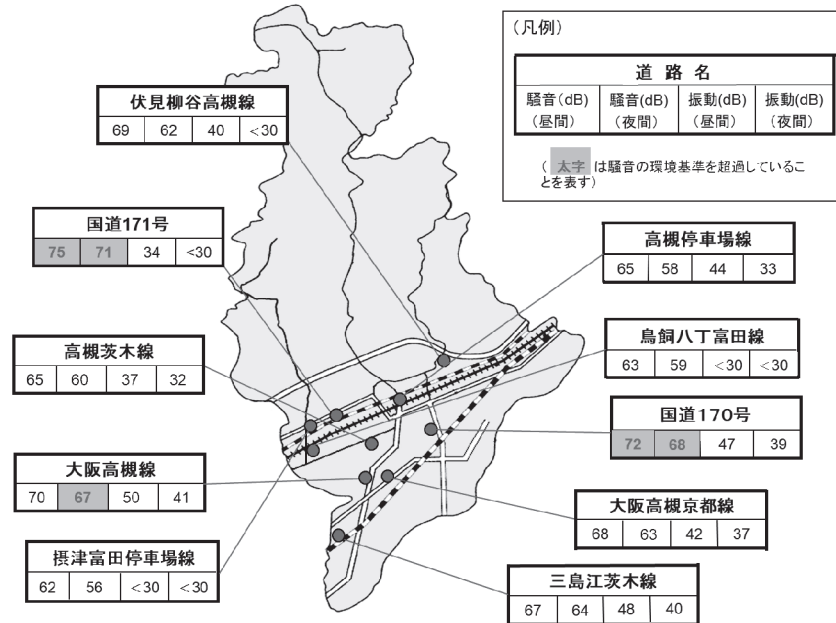 (凡例)
道 路 名
騒音(dB) 騒音(dB) 振動(dB) 振動(dB)
(昼間) (夜間) (昼間) (夜間)
( 太字 は騒音の環境基準を超過しているこ
とを表す)
伏見柳谷高槻線
69 62 40 <30
国道171号
75 71 34 <30
高槻停車場線
65 58 44 33
高槻茨木線
65 60 37 32
鳥飼八丁富田線
63 59 <30 <30
国道170号
72 68 47 39
大阪高槻線
70 67 50 41
大阪高槻京都線
68 63 42 37
摂津富田停車場線
62 56 <30 <30
三島江茨木線
67 64 48 40